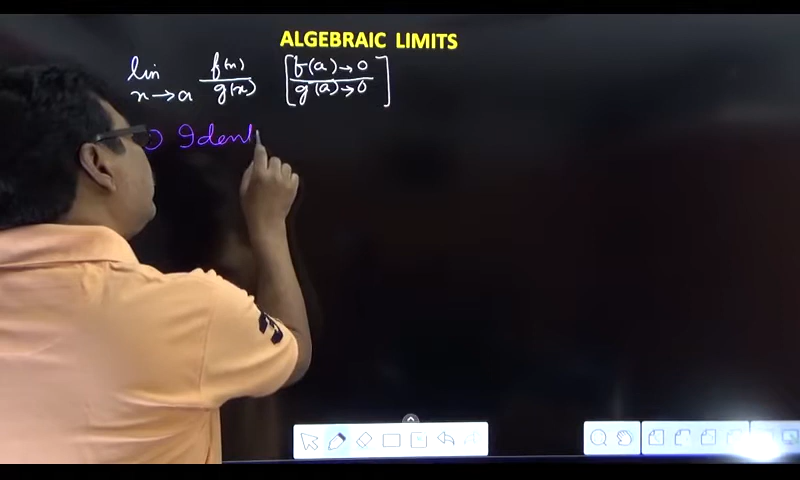 ALGEBRAIC LIMITS
lim x→a f(x)/g(x) [f(a)→0/g(a)→0]
) Ident